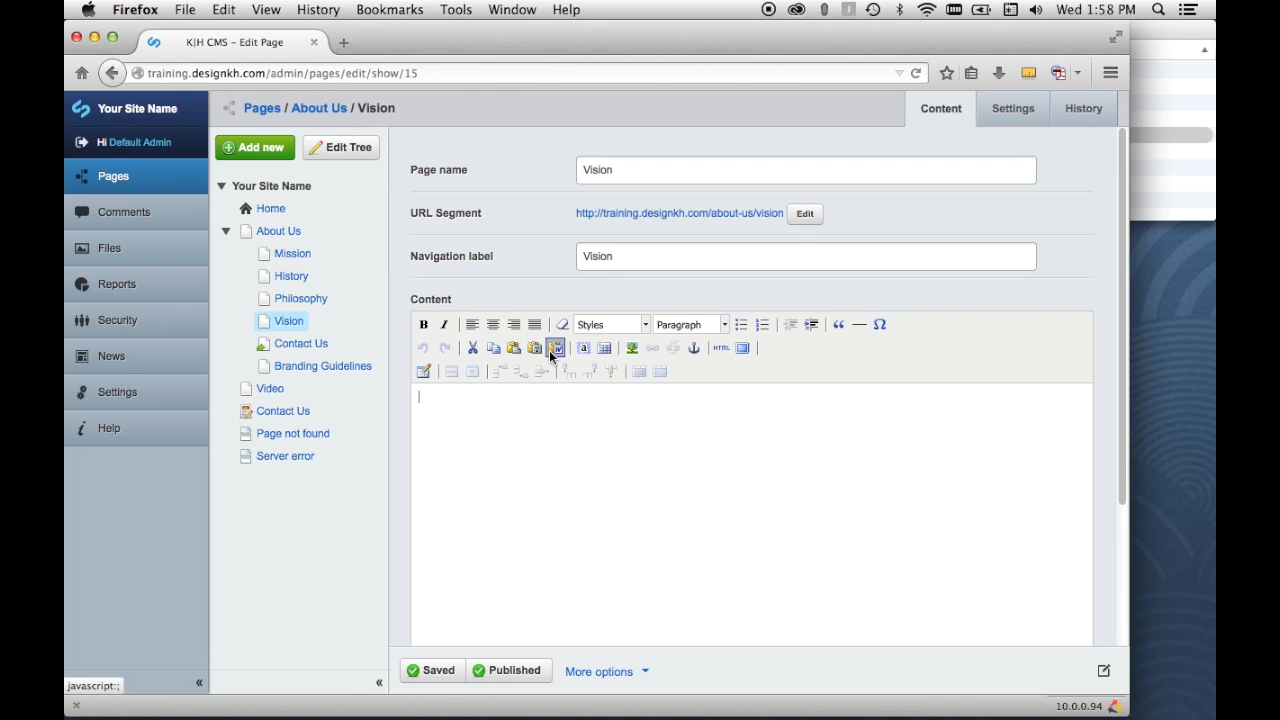 Firefox File Edit View History Bookmarks Tools Window Help Wed 1:58 PM
K|H CMS - Edit Page
training.designkh.com/admin/pages/edit/show/15
Your Site Name
Pages / About Us / Vision
Content Settings History
Hi Default Admin
Add new Edit Tree
Pages
Comments
Files
Reports
Security
News
Settings
Help
Your Site Name
Home
About Us
Mission
History
Philosophy
Vision
Contact Us
Branding Guidelines
Video
Contact Us
Page not found
Server error
Page name Vision
URL Segment http://training.designkh.com/about-us/vision Edit
Navigation label Vision
Content
B I Styles Paragraph “ — Ω
HTML
Saved Published More options
javascript:; « «
10.0.0.94